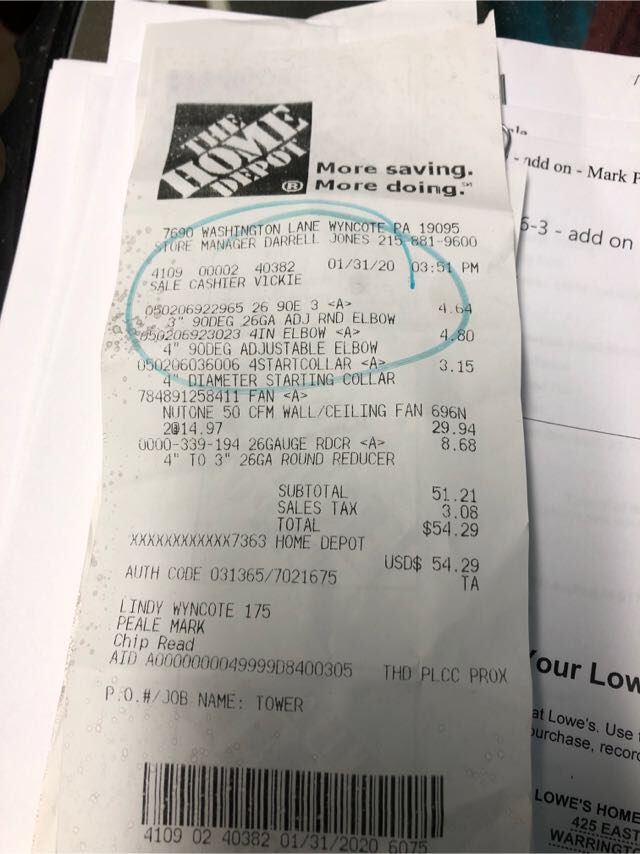 THE
HOME
DEPOT
®
More saving.
More doing.℠
7690 WASHINGTON LANE WYNCOTE PA 19095
STORE MANAGER DARRELL JONES 215-881-9600
4109 00002 40382 01/31/20 03:51 PM
SALE CASHIER VICKIE
050206922965 26 90E 3 <A> 4.64
3" 90DEG 26GA ADJ RND ELBOW
050206923023 4IN ELBOW <A> 4.80
4" 90DEG ADJUSTABLE ELBOW
050206036006 4STARTCOLLAR <A> 3.15
4" DIAMETER STARTING COLLAR
784891258411 FAN <A>
NUTONE 50 CFM WALL/CEILING FAN 696N
2@14.97 29.94
0000-339-194 26GAUGE RDCR <A> 8.68
4" TO 3" 26GA ROUND REDUCER
SUBTOTAL 51.21
SALES TAX 3.08
TOTAL $54.29
XXXXXXXXXXXX7363 HOME DEPOT
USD$ 54.29
AUTH CODE 031365/7021675 TA
LINDY WYNCOTE 175
PEALE MARK
Chip Read
AID A0000000049999D8400305 THD PLCC PROX
P.O.#/JOB NAME: TOWER
4109 02 40382 01/31/2020 6075
- add on - Mark
6-3 - add on
Your Low
at Lowe's. Use
purchase, recor
LOWE'S HOME
425 EAST
WARRINGT